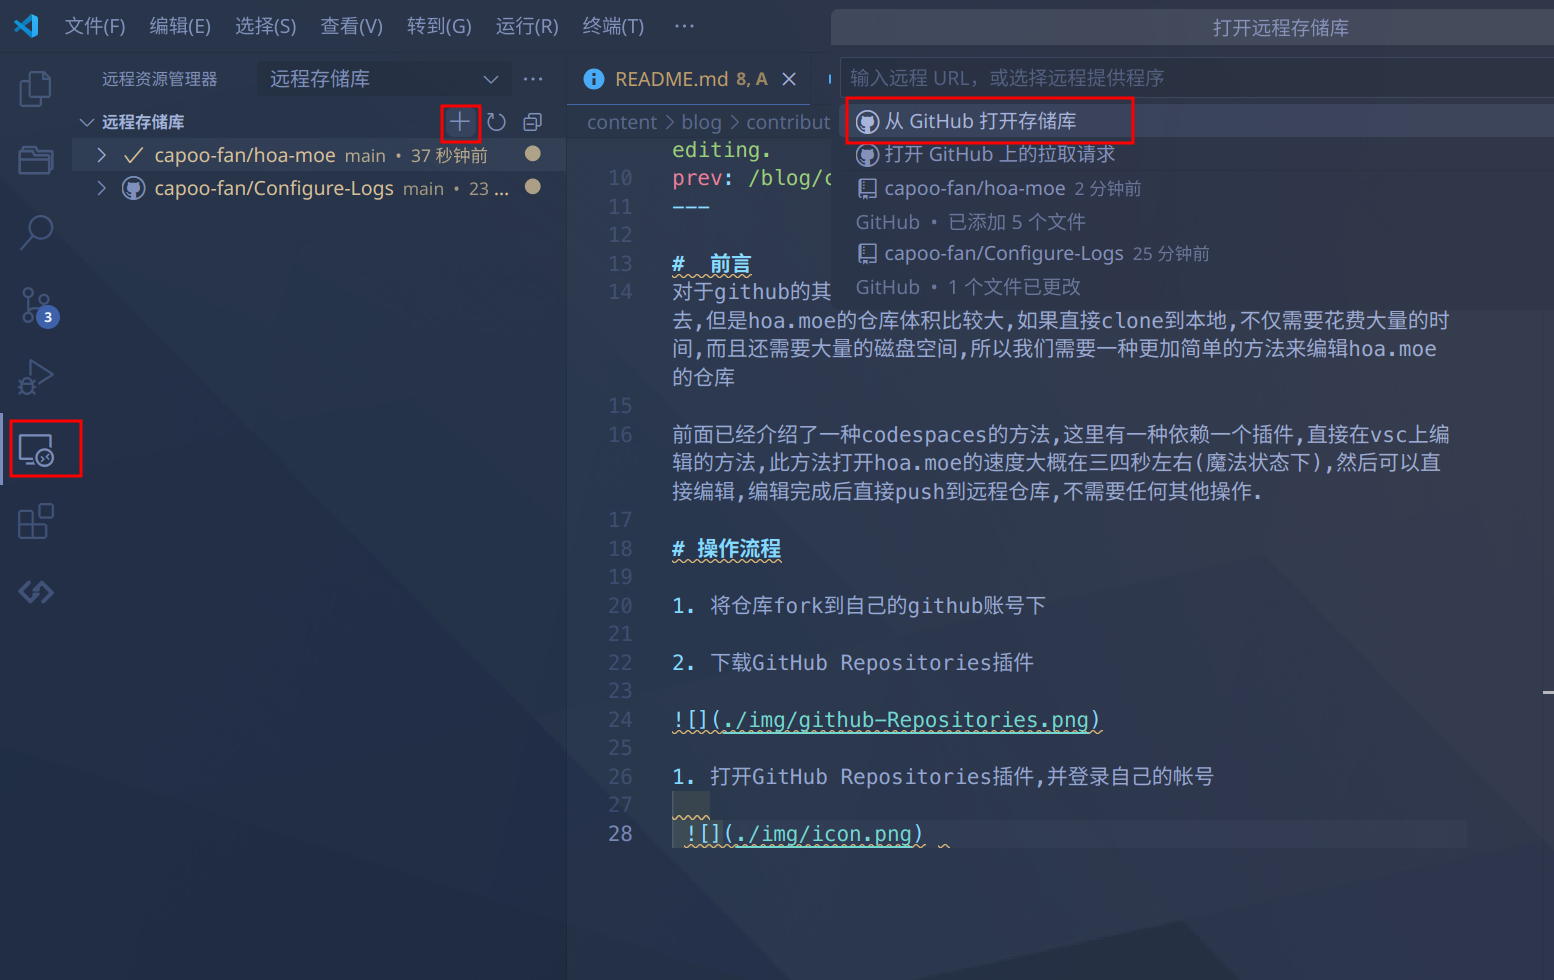 文件(F) 编辑(E) 选择(S) 查看(V) 转到(G) 运行(R) 终端(T) ···
打开远程存储库
远程资源管理器 远程存储库 ···
远程存储库
capoo-fan/hoa-moe main • 37 秒钟前
capoo-fan/Configure-Logs main • 23 ...
3
README.md 8, A
content > blog > contribut
输入远程 URL，或选择远程提供程序
从 GitHub 打开存储库
打开 GitHub 上的拉取请求
capoo-fan/hoa-moe 2 分钟前
GitHub • 已添加 5 个文件
capoo-fan/Configure-Logs 25 分钟前
GitHub • 1 个文件已更改
editing.
10 prev: /blog/c
11 ---
12
13 #  前言
14 对于github的其
去,但是hoa.moe的仓库体积比较大,如果直接clone到本地,不仅需要花费大量的时
间,而且还需要大量的磁盘空间,所以我们需要一种更加简单的方法来编辑hoa.moe
的仓库
15
16 前面已经介绍了一种codespaces的方法,这里有一种依赖一个插件,直接在vsc上编
辑的方法,此方法打开hoa.moe的速度大概在三四秒左右(魔法状态下),然后可以直
接编辑,编辑完成后直接push到远程仓库,不需要任何其他操作.
17
18 # 操作流程
19
20 1. 将仓库fork到自己的github账号下
21
22 2. 下载GitHub Repositories插件
23
24 ![](./img/github-Repositories.png)
25
26 1. 打开GitHub Repositories插件,并登录自己的帐号
27
28 ![](./img/icon.png)